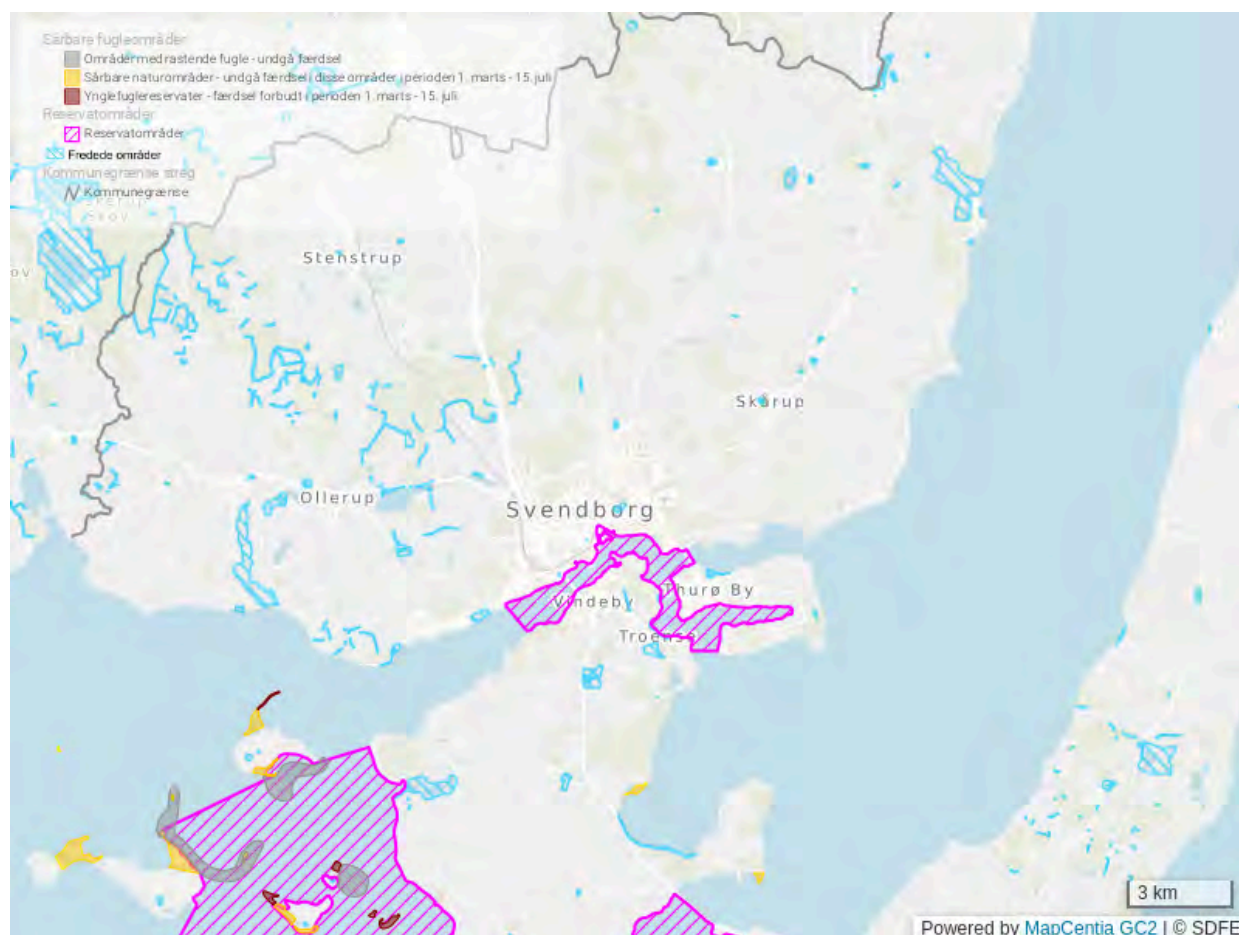 Sårbare fugleområder
Områder med rastende fugle - undgå færdsel
Sårbare naturområder - undgå færdsel i disse områder i perioden 1. marts - 15. juli
Ynglefuglereservater - færdsel forbudt i perioden 1. marts - 15. juli
Reservatområder
Reservatområder
Fredede områder
Kommunegrænse streg
Kommunegrænse
Skov
ov
Stenstrup
Skårup
Ollerup
Svendborg
Thurø By
Vindeby
Troense
3 km
Powered by MapCentia GC2 | © SDFE